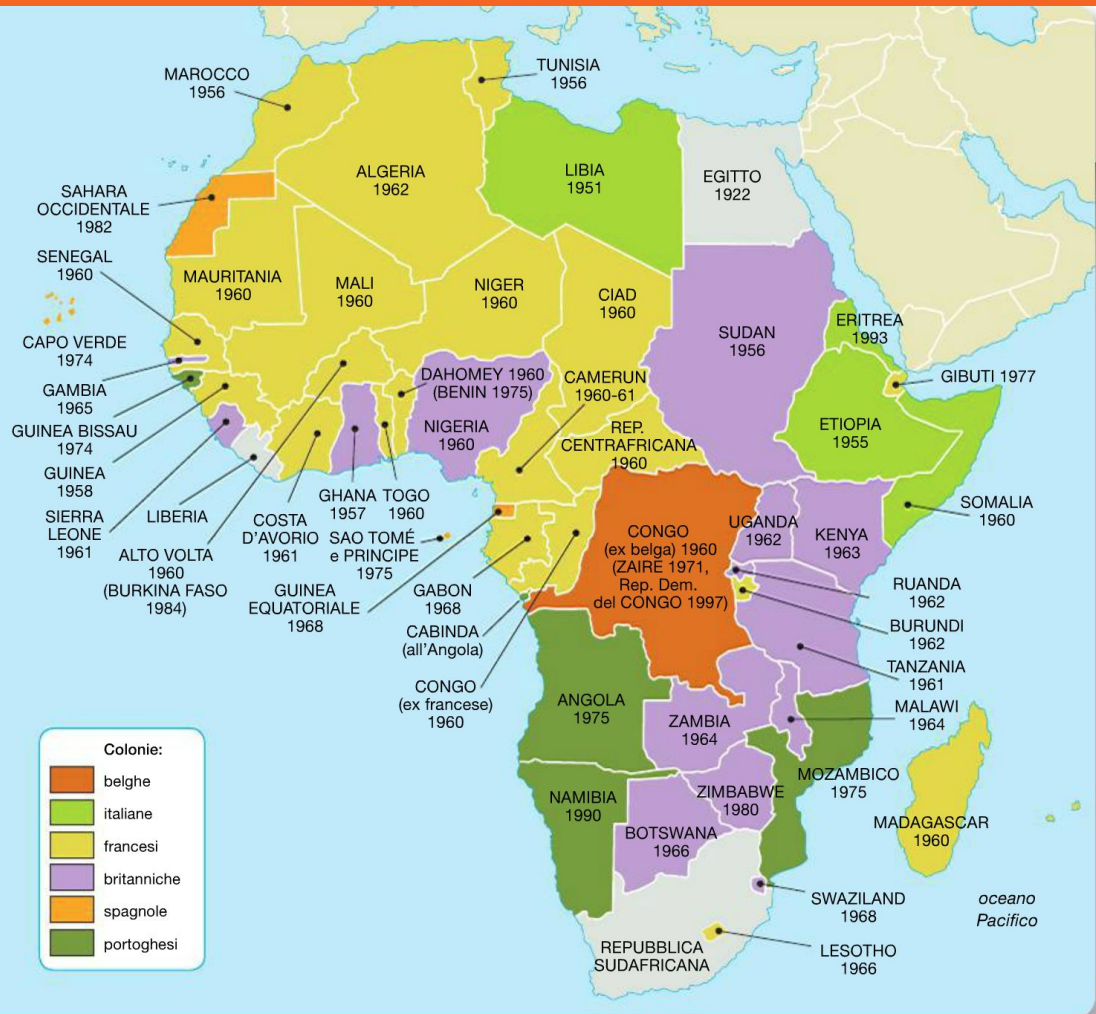 MAROCCO
1956
TUNISIA
1956
ALGERIA
1962
LIBIA
1951
EGITTO
1922
SAHARA
OCCIDENTALE
1982
SENEGAL
1960
MAURITANIA
1960
MALI
1960
NIGER
1960
CIAD
1960
SUDAN
1956
ERITREA
1993
CAPO VERDE
1974
GAMBIA
1965
GUINEA BISSAU
1974
GUINEA
1958
SIERRA
LEONE
1961
LIBERIA
ALTO VOLTA
1960
(BURKINA FASO
1984)
COSTA
D'AVORIO
1961
GHANA
1957
TOGO
1960
DAHOMEY 1960
(BENIN 1975)
NIGERIA
1960
CAMERUN
1960-61
REP.
CENTRAFRICANA
1960
ETIOPIA
1955
GIBUTI 1977
SOMALIA
1960
SAO TOMÉ
e PRINCIPE
1975
GUINEA
EQUATORIALE
1968
GABON
1968
CABINDA
(all'Angola)
CONGO
(ex francese)
1960
CONGO
(ex belga) 1960
(ZAIRE 1971,
Rep. Dem.
del CONGO 1997)
UGANDA
1962
KENYA
1963
RUANDA
1962
BURUNDI
1962
TANZANIA
1961
MALAWI
1964
ANGOLA
1975
ZAMBIA
1964
MOZAMBICO
1975
NAMIBIA
1990
ZIMBABWE
1980
BOTSWANA
1966
MADAGASCAR
1960
SWAZILAND
1968
LESOTHO
1966
REPUBBLICA
SUDAFRICANA
oceano
Pacifico
Colonie:
belghe
italiane
francesi
britanniche
spagnole
portoghesi